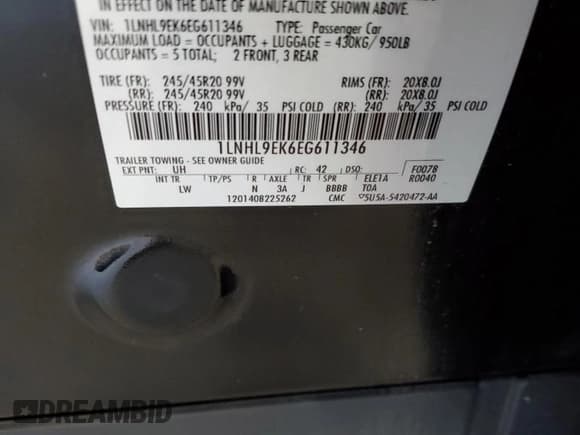 IN EFFECT ON THE DATE OF MANUFACTURE SHOWN ABOVE.
VIN: 1LNHL9EK6EG611346 TYPE: Passenger Car
MAXIMUM LOAD = OCCUPANTS + LUGGAGE = 430KG/950LB
OCCUPANTS = 5 TOTAL; 2 FRONT, 3 REAR
TIRE (FR): 245/45R20 99V RIMS (FR): 20X8.0J
(RR): 245/45R20 99V (RR): 20X8.0J
PRESSURE (FR): 240 kPa/ 35 PSI COLD (RR): 240 kPa/ 35 PSI COLD
1LNHL9EK6EG611346
TRAILER TOWING - SEE OWNER GUIDE
EXT PNT: UH RC: 42 DSO: F0078
INT TR TP/PS R AXLE TR SPR ELE1A R0040
LW N 3A J BBBB TOA
1201408225262 CMC 5U5A-5420472-AA
DREAMBID